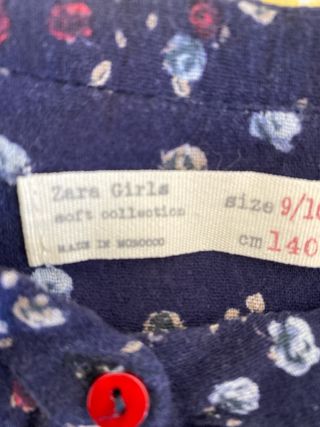 Zara Girls
soft collection
MADE IN MOROCCO
size 9/10
cm 140